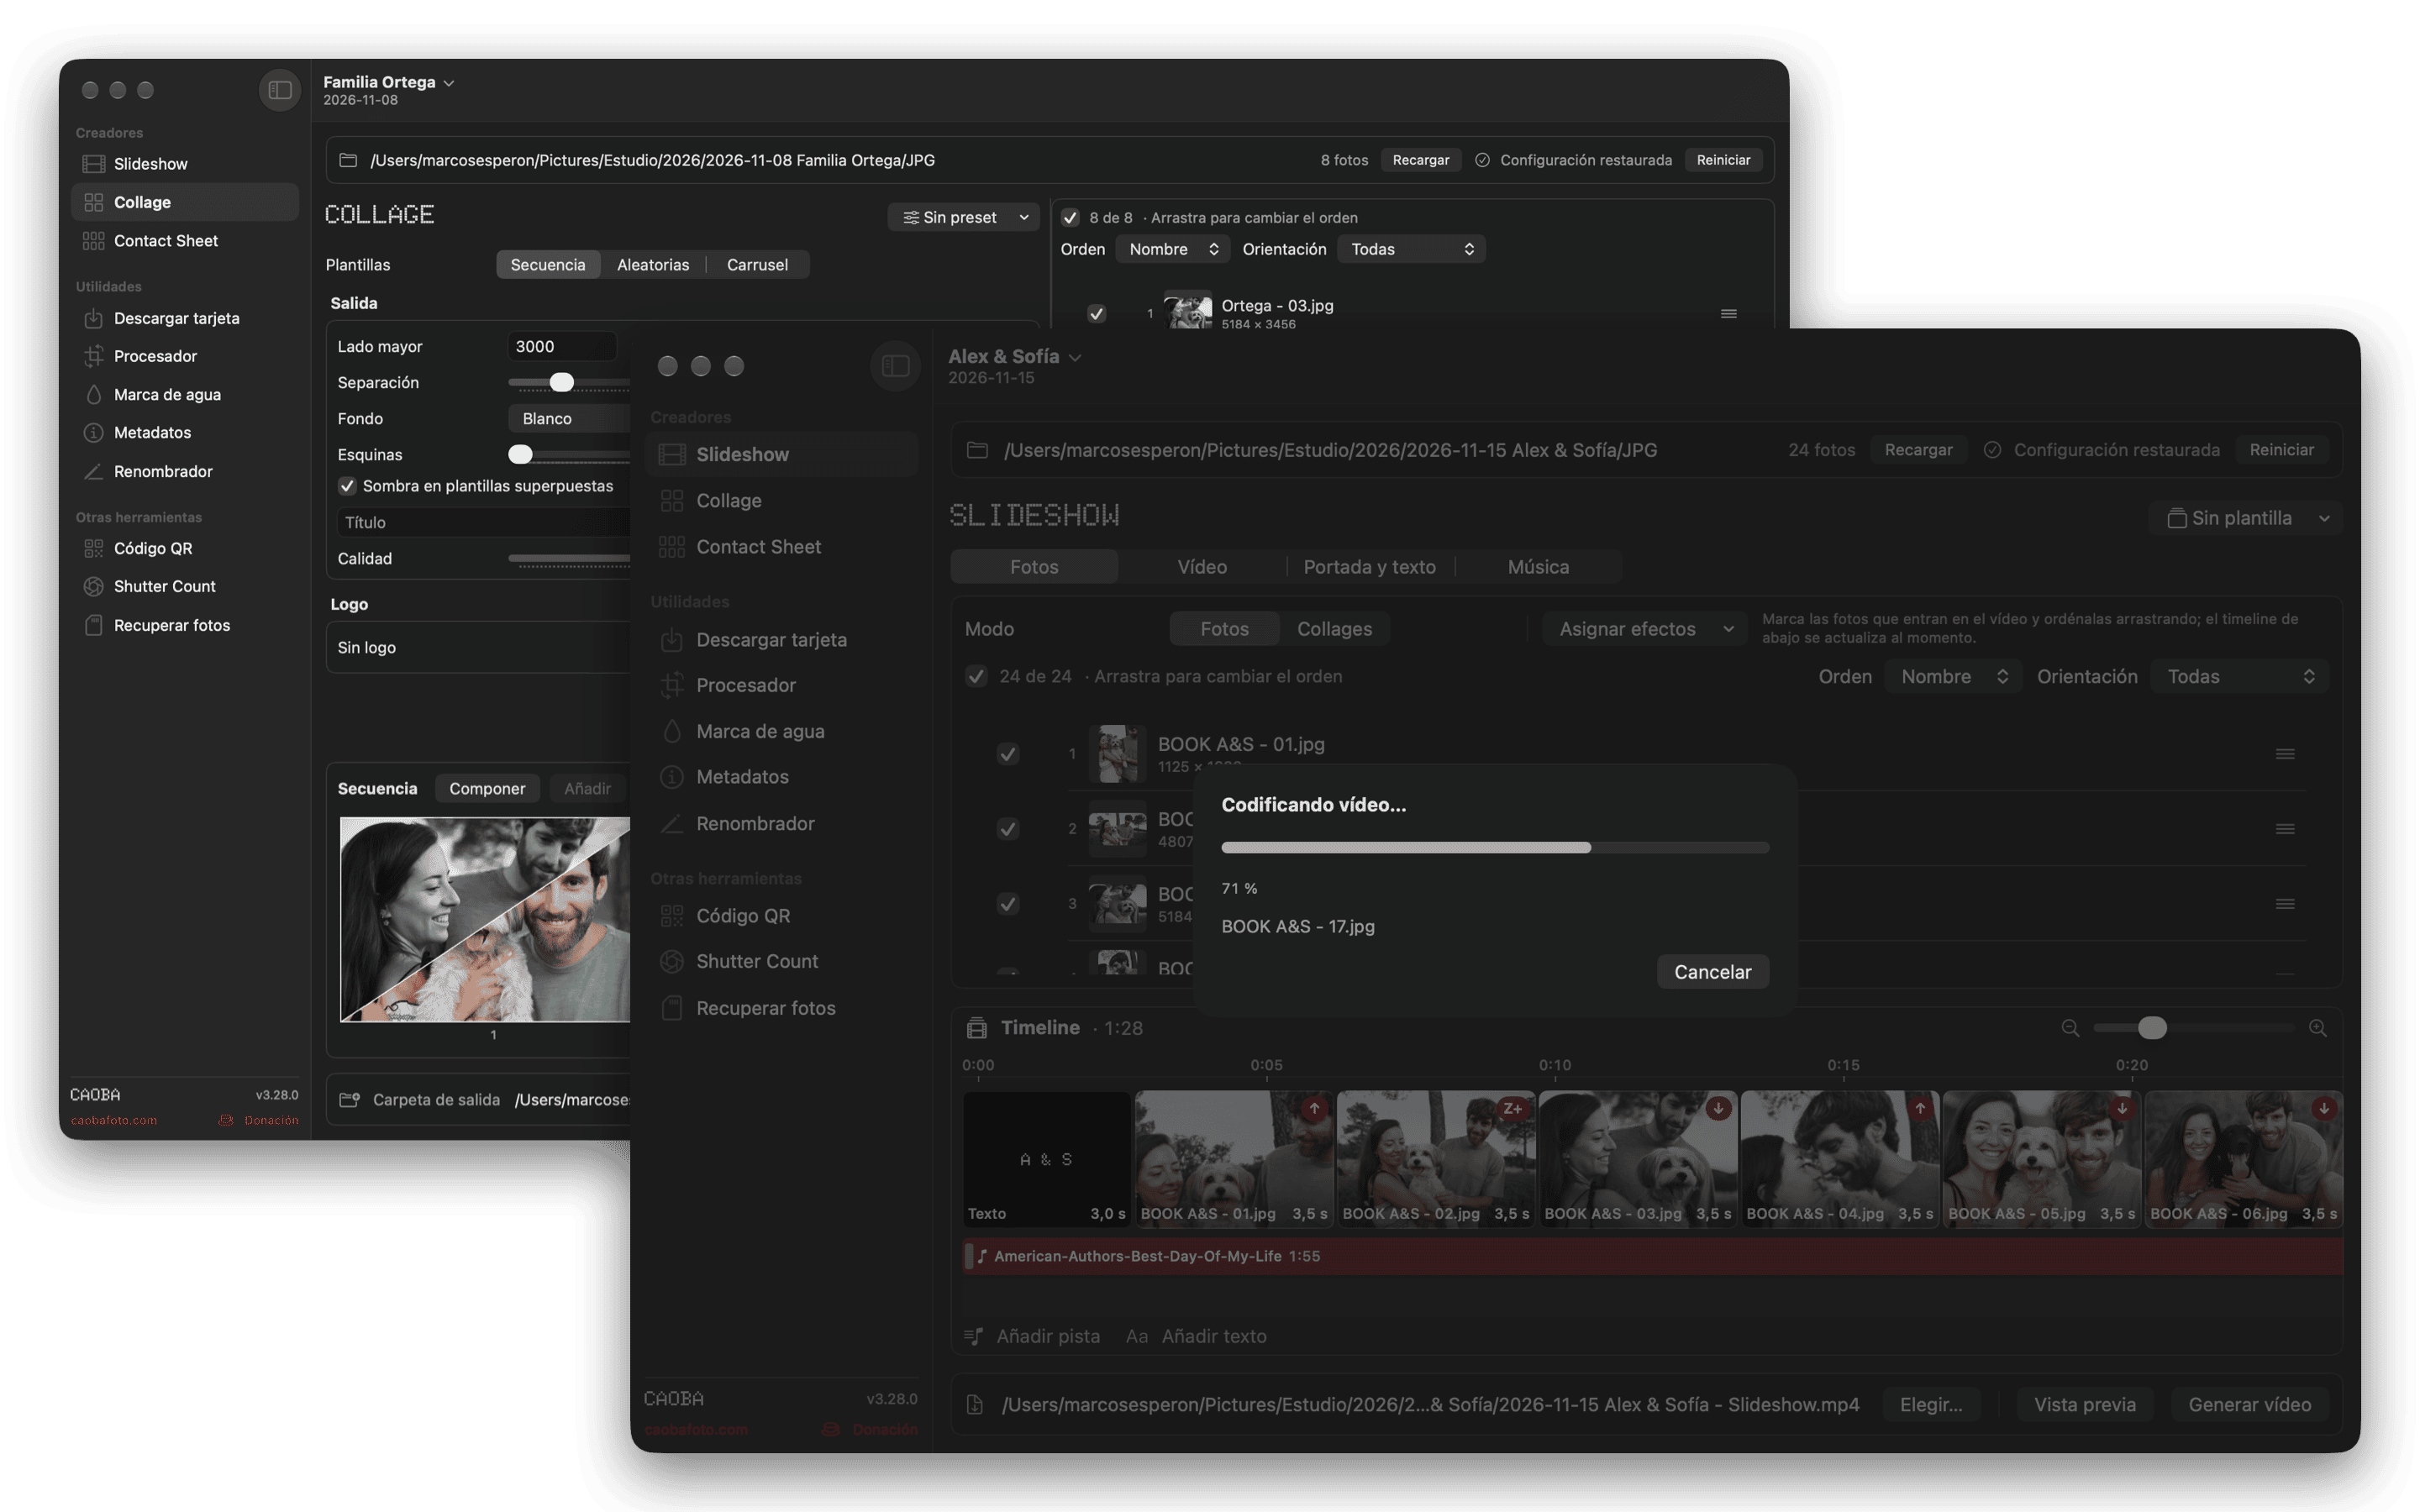 Familia Ortega
2026-11-08
Creadores
Slideshow
Collage
Contact Sheet
Utilidades
Descargar tarjeta
Procesador
Marca de agua
Metadatos
Renombrador
Otras herramientas
Código QR
Shutter Count
Recuperar fotos
CAOBA v3.28.0
caobafoto.com Donación
/Users/marcosesperon/Pictures/Estudio/2026/2026-11-08 Familia Ortega/JPG 8 fotos Recargar Configuración restaurada Reiniciar
COLLAGE Sin preset
Plantillas Secuencia Aleatorias Carrusel
Salida
Lado mayor 3000
Separación
Fondo Blanco
Esquinas
Sombra en plantillas superpuestas
Título
Calidad
Logo
Sin logo
Secuencia Componer Añadir
1
Carpeta de salida /Users/marcoses
8 de 8 · Arrastra para cambiar el orden
Orden Nombre Orientación Todas
1 Ortega - 03.jpg
5184 × 3456
Alex & Sofía
2026-11-15
Creadores
Slideshow
Collage
Contact Sheet
Utilidades
Descargar tarjeta
Procesador
Marca de agua
Metadatos
Renombrador
Otras herramientas
Código QR
Shutter Count
Recuperar fotos
CAOBA v3.28.0
caobafoto.com Donación
/Users/marcosesperon/Pictures/Estudio/2026/2026-11-15 Alex & Sofía/JPG 24 fotos Recargar Configuración restaurada Reiniciar
SLIDESHOW Sin plantilla
Fotos Vídeo Portada y texto Música
Modo Fotos Collages Asignar efectos
Marca las fotos que entran en el vídeo y ordénalas arrastrando; el timeline de
abajo se actualiza al momento.
24 de 24 · Arrastra para cambiar el orden Orden Nombre Orientación Todas
1 BOOK A&S - 01.jpg
1125 ×
2 BOO
4807
3 BOO
5184
BOO
Codificando vídeo...
71 %
BOOK A&S - 17.jpg
Cancelar
Timeline · 1:28
0:00 0:05 0:10 0:15 0:20
A & S
Z+
Texto 3,0 s BOOK A&S - 01.jpg 3,5 s BOOK A&S - 02.jpg 3,5 s BOOK A&S - 03.jpg 3,5 s BOOK A&S - 04.jpg 3,5 s BOOK A&S - 05.jpg 3,5 s BOOK A&S - 06.jpg 3,5 s
American-Authors-Best-Day-Of-My-Life 1:55
Añadir pista Aa Añadir texto
/Users/marcosesperon/Pictures/Estudio/2026/2...& Sofía/2026-11-15 Alex & Sofía - Slideshow.mp4 Elegir... Vista previa Generar vídeo